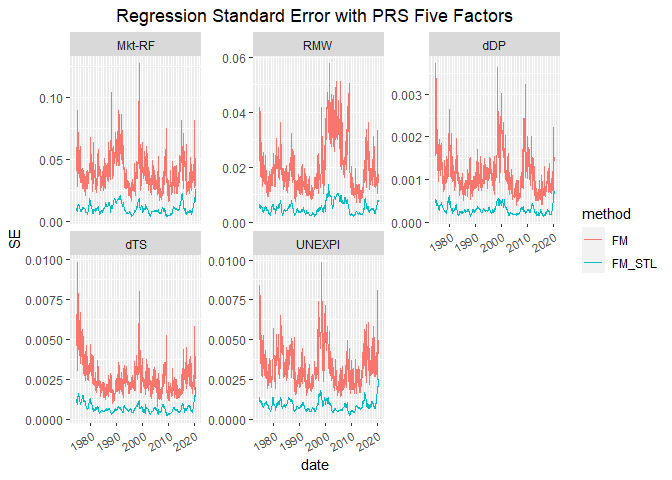 Regression Standard Error with PRS Five Factors
Mkt-RF
RMW
dDP
0.10
0.05
0.00
0.06
0.04
0.02
0.00
0.003
0.002
0.001
0.000
1980 1990 2000 2010 2020
SE
dTS
UNEXPI
0.0100
0.0075
0.0050
0.0025
0.0000
0.0100
0.0075
0.0050
0.0025
0.0000
1980 1990 2000 2010 2020
1980 1990 2000 2010 2020
date
method
FM
FM_STL